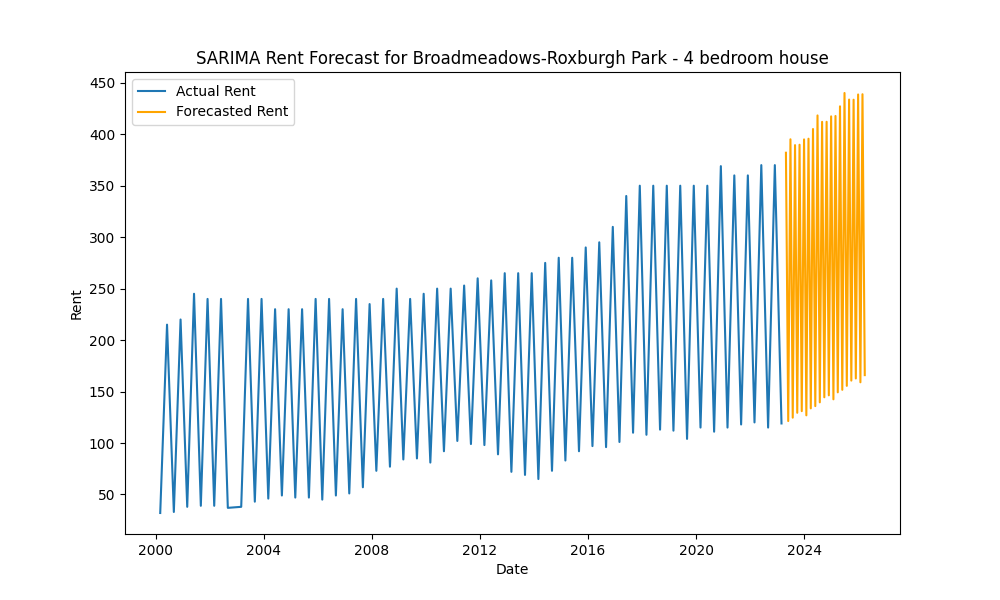 SARIMA Rent Forecast for Broadmeadows-Roxburgh Park - 4 bedroom house
Actual Rent
Forecasted Rent
450
400
350
300
250
200
150
100
50
Rent
2000 2004 2008 2012 2016 2020 2024
Date